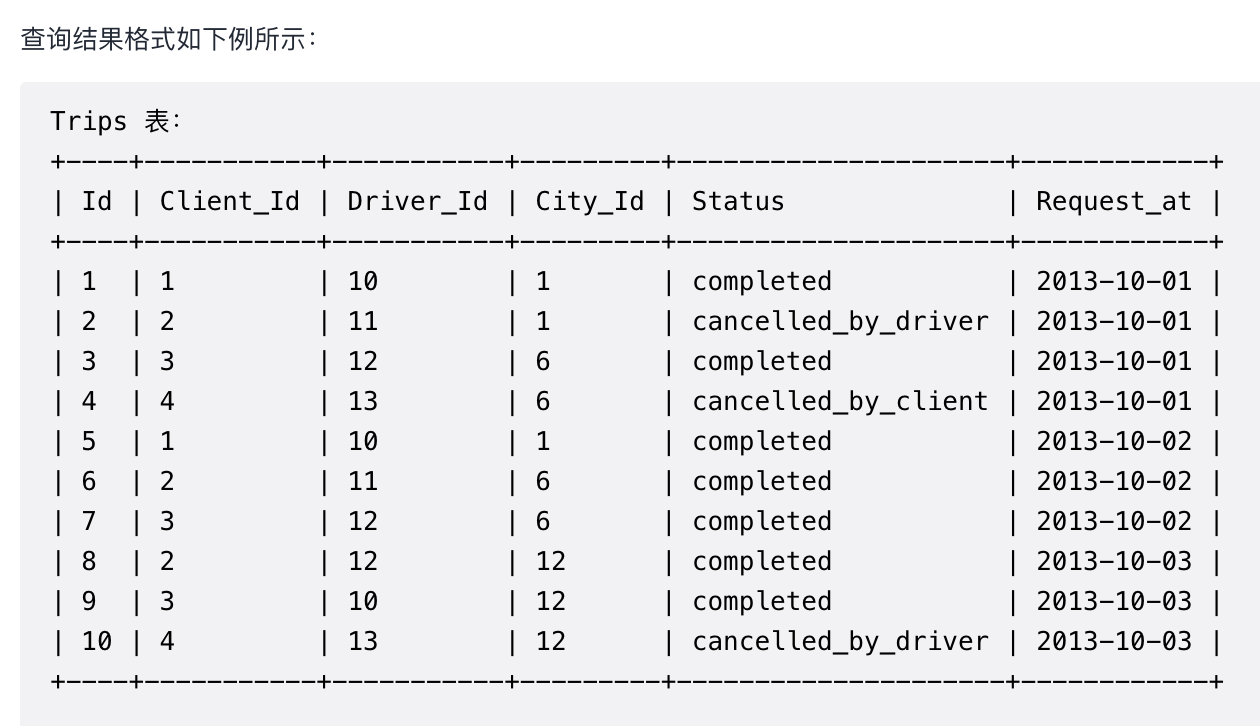 查询结果格式如下例所示：
Trips 表：
+----+-----------+-----------+---------+---------------------+------------+
| Id | Client_Id | Driver_Id | City_Id | Status              | Request_at |
+----+-----------+-----------+---------+---------------------+------------+
| 1  | 1         | 10        | 1       | completed           | 2013-10-01 |
| 2  | 2         | 11        | 1       | cancelled_by_driver | 2013-10-01 |
| 3  | 3         | 12        | 6       | completed           | 2013-10-01 |
| 4  | 4         | 13        | 6       | cancelled_by_client | 2013-10-01 |
| 5  | 1         | 10        | 1       | completed           | 2013-10-02 |
| 6  | 2         | 11        | 6       | completed           | 2013-10-02 |
| 7  | 3         | 12        | 6       | completed           | 2013-10-02 |
| 8  | 2         | 12        | 12      | completed           | 2013-10-03 |
| 9  | 3         | 10        | 12      | completed           | 2013-10-03 |
| 10 | 4         | 13        | 12      | cancelled_by_driver | 2013-10-03 |
+----+-----------+-----------+---------+---------------------+------------+